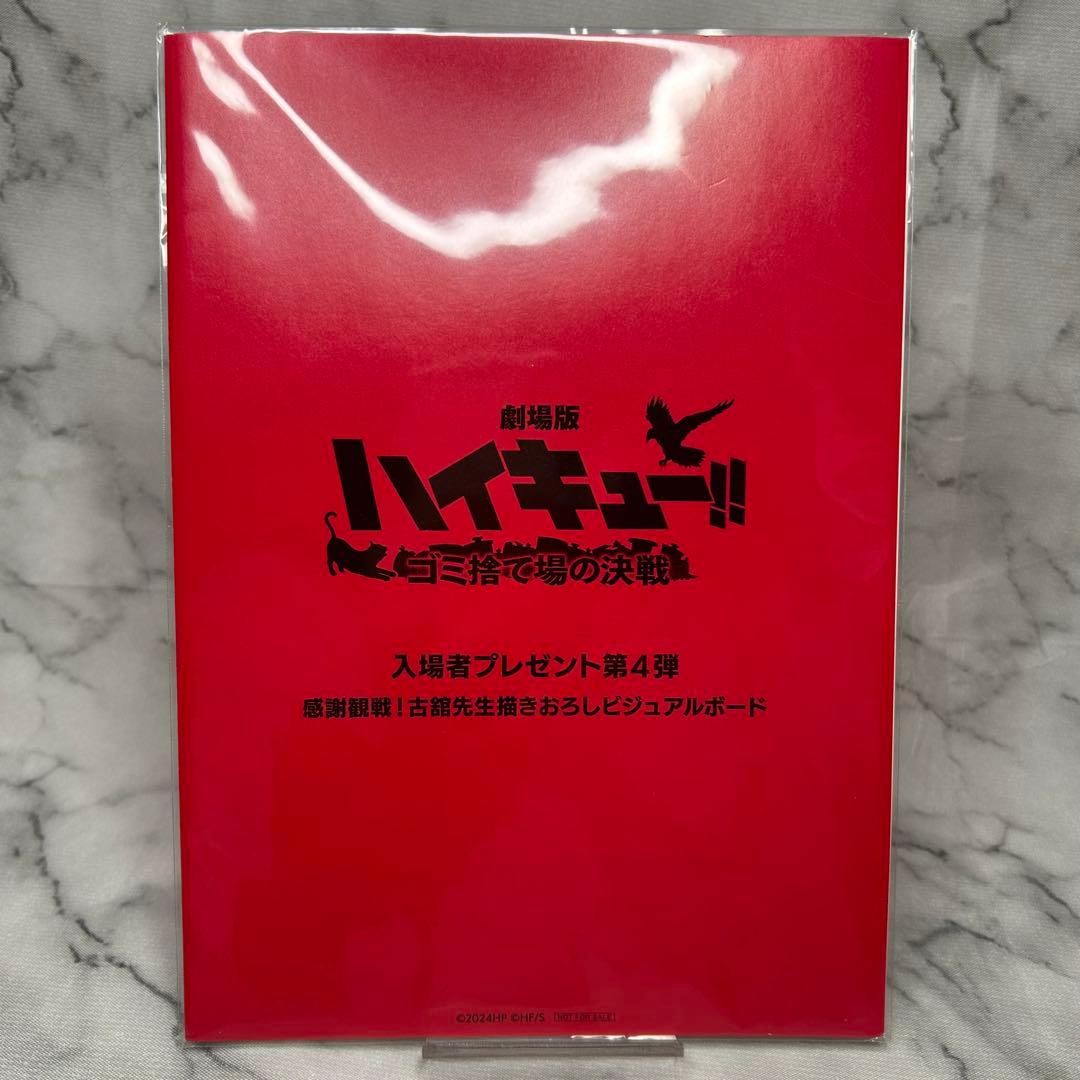 劇場版
ハイキュー!!
ゴミ捨て場の決戦
入場者プレゼント第4弾
感謝観戦!古舘先生描きおろしビジュアルボード
©2024HP ©HF/S NOT FOR SALE